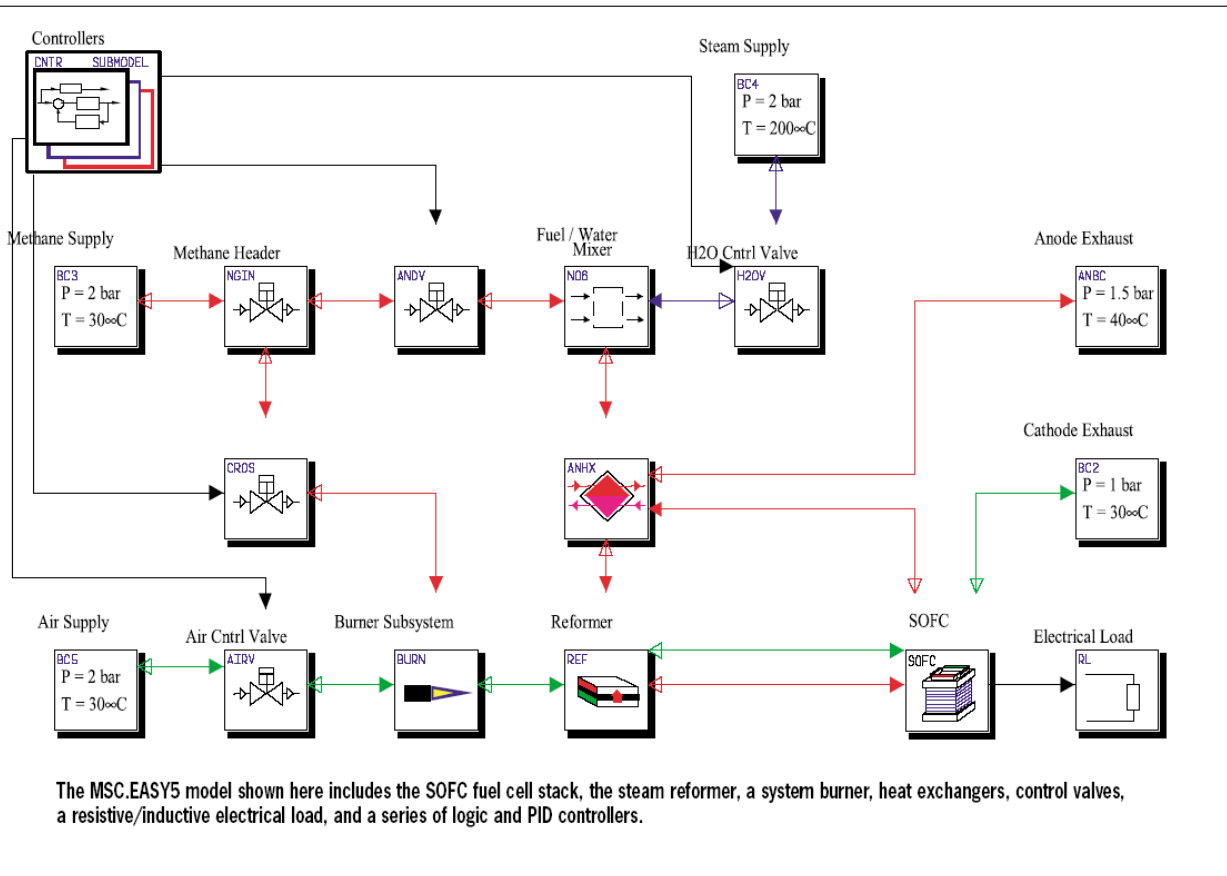 Controllers
CNTR SUBMODEL
Steam Supply
BC4
P = 2 bar
T = 200∞C
Methane Supply
BC3
P = 2 bar
T = 30∞C
Methane Header
NGIN
ANDV
Fuel / Water
Mixer
NO6
H2O Cntrl Valve
H2OV
Anode Exhaust
ANBC
P = 1.5 bar
T = 40∞C
CROS
ANHX
Cathode Exhaust
BC2
P = 1 bar
T = 30∞C
Air Supply
BC5
P = 2 bar
T = 30∞C
Air Cntrl Valve
AIRV
Burner Subsystem
BURN
Reformer
REF
SOFC
SOFC
Electrical Load
RL
The MSC.EASY5 model shown here includes the SOFC fuel cell stack, the steam reformer, a system burner, heat exchangers, control valves,
a resistive/inductive electrical load, and a series of logic and PID controllers.